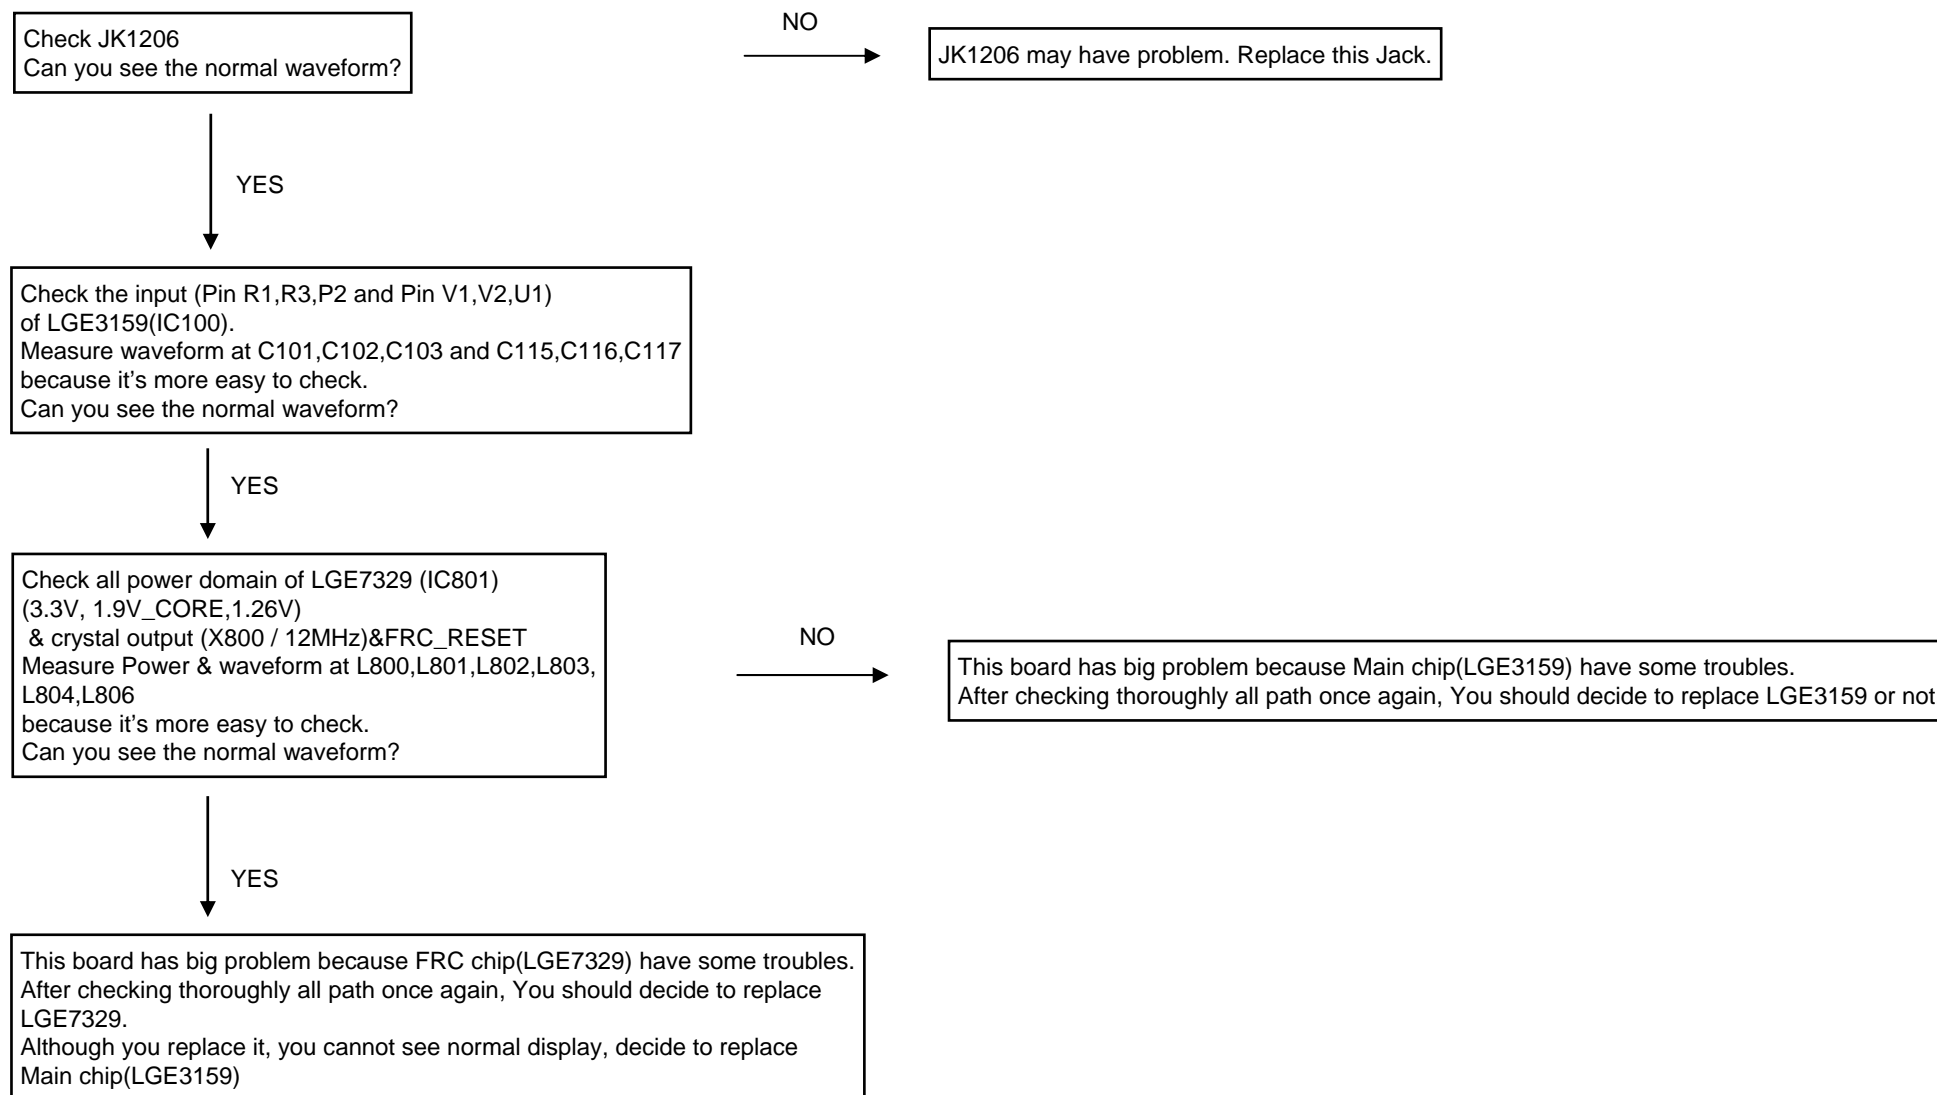 Check JK1206
Can you see the normal waveform?
NO
JK1206 may have problem. Replace this Jack.
YES
Check the input (Pin R1,R3,P2 and Pin V1,V2,U1)
of LGE3159(IC100).
Measure waveform at C101,C102,C103 and C115,C116,C117
because it's more easy to check.
Can you see the normal waveform?
YES
Check all power domain of LGE7329 (IC801)
(3.3V, 1.9V_CORE,1.26V)
& crystal output (X800 / 12MHz)&FRC_RESET
Measure Power & waveform at L800,L801,L802,L803,
L804,L806
because it's more easy to check.
Can you see the normal waveform?
NO
This board has big problem because Main chip(LGE3159) have some troubles.
After checking thoroughly all path once again, You should decide to replace LGE3159 or not
YES
This board has big problem because FRC chip(LGE7329) have some troubles.
After checking thoroughly all path once again, You should decide to replace
LGE7329.
Although you replace it, you cannot see normal display, decide to replace
Main chip(LGE3159)